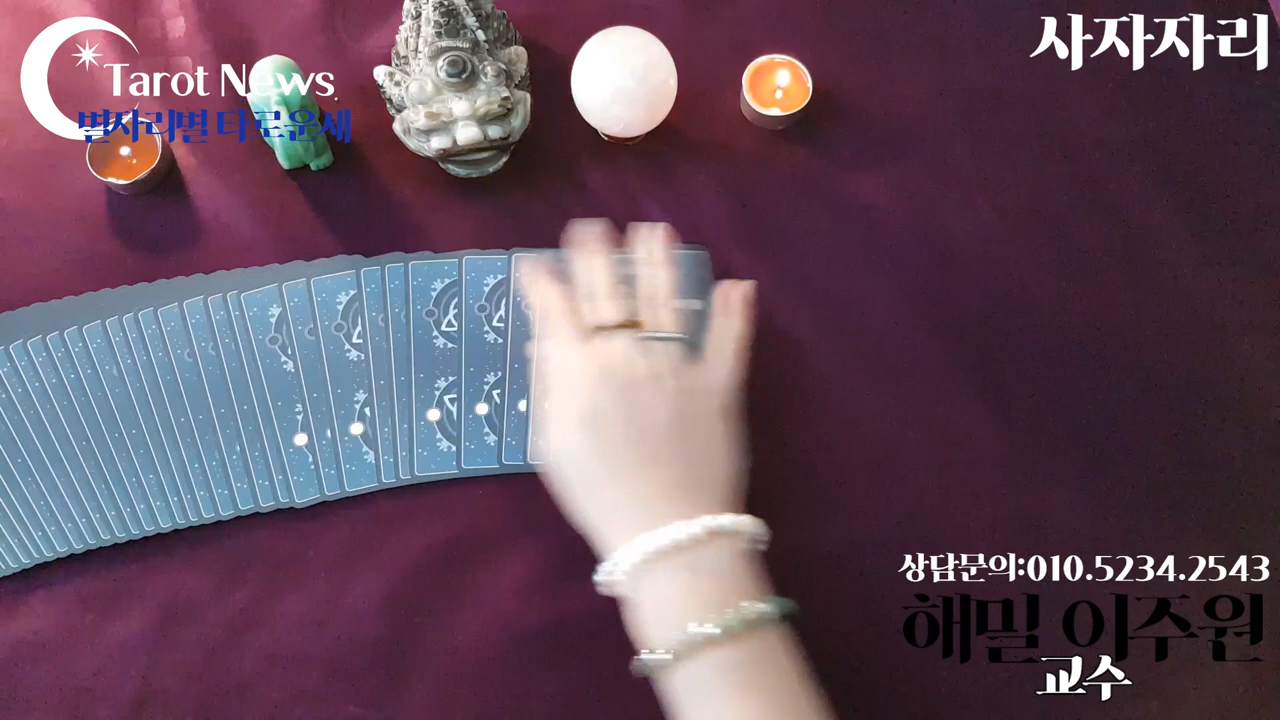 Tarot News.
별자리별 타로운세
사자자리
상담문의:010.5234.2543
해밀 이주원
교수